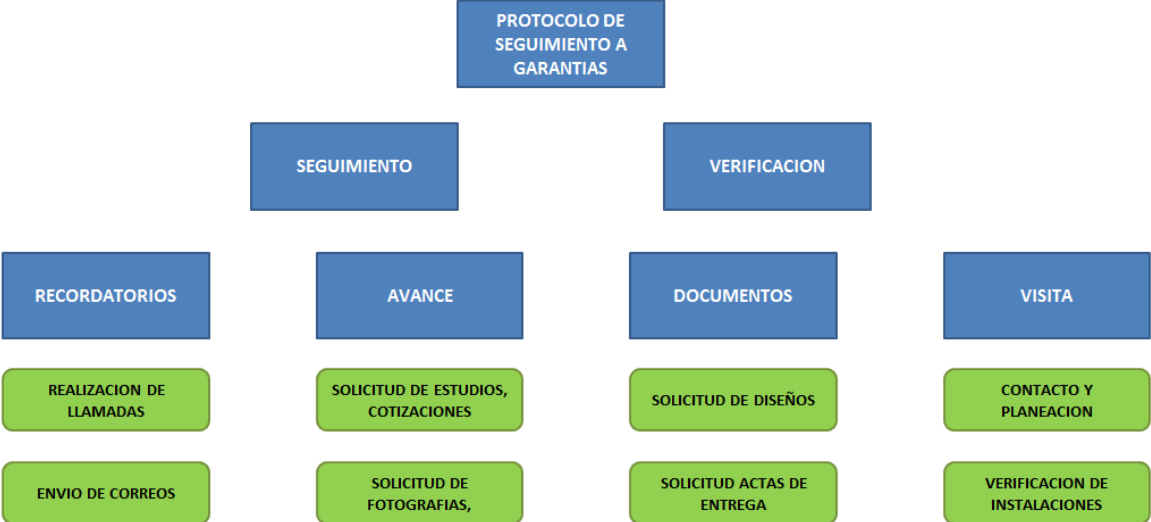 PROTOCOLO DE
SEGUIMIENTO A
GARANTIAS
SEGUIMIENTO
VERIFICACION
RECORDATORIOS
AVANCE
DOCUMENTOS
VISITA
REALIZACION DE
LLAMADAS
SOLICITUD DE ESTUDIOS,
COTIZACIONES
SOLICITUD DE DISEÑOS
CONTACTO Y
PLANEACION
ENVIO DE CORREOS
SOLICITUD DE
FOTOGRAFIAS,
SOLICITUD ACTAS DE
ENTREGA
VERIFICACION DE
INSTALACIONES